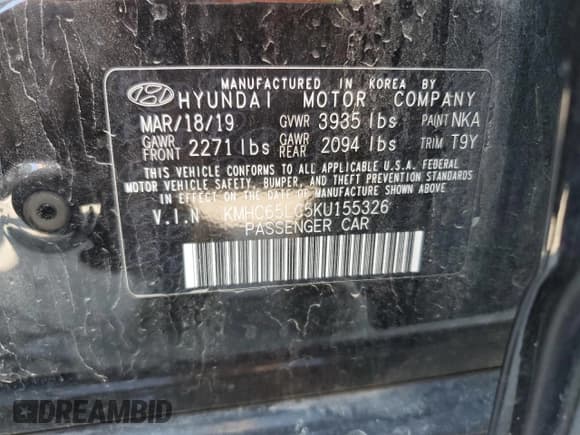 MANUFACTURED IN KOREA BY
HYUNDAI MOTOR COMPANY
MAR/18/19 GVWR 3935 lbs PAINT NKA
GAWR FRONT 2271 lbs GAWR REAR 2094 lbs TRIM T9Y
THIS VEHICLE CONFORMS TO ALL APPLICABLE U.S.A. FEDERAL
MOTOR VEHICLE SAFETY, BUMPER, AND THEFT PREVENTION STANDARDS
IN EFFECT ON THE DATE OF MANUFACTURE SHOWN ABOVE.
V.I.N KMHC65LC5KU155326
PASSENGER CAR
DREAMBID